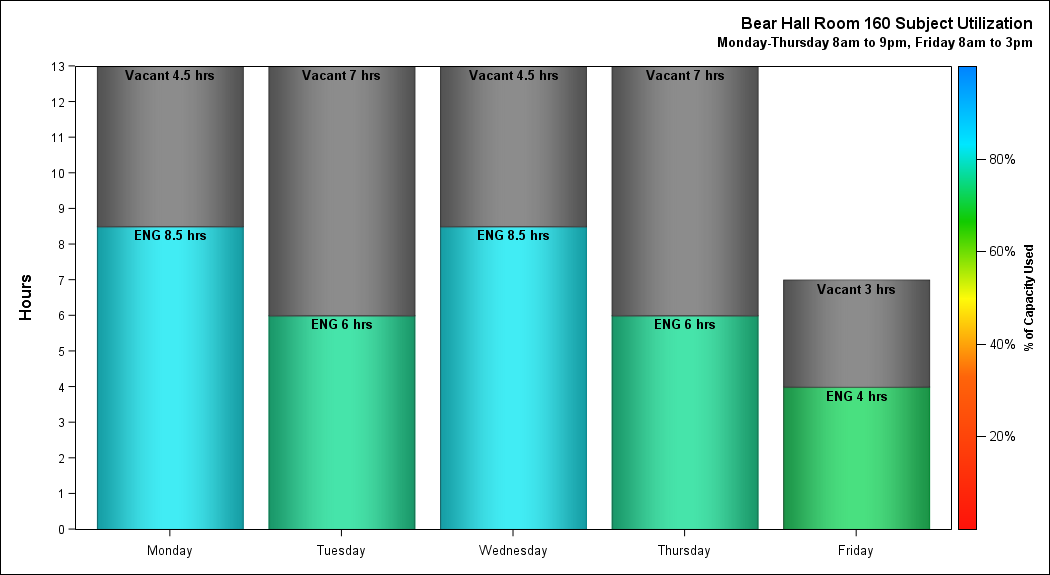 Bear Hall Room 160 Subject Utilization
Monday-Thursday 8am to 9pm, Friday 8am to 3pm
Hours
13
12
11
10
9
8
7
6
5
4
3
2
1
0
Vacant 4.5 hrs
ENG 8.5 hrs
Vacant 7 hrs
ENG 6 hrs
Vacant 4.5 hrs
ENG 8.5 hrs
Vacant 7 hrs
ENG 6 hrs
Vacant 3 hrs
ENG 4 hrs
Monday
Tuesday
Wednesday
Thursday
Friday
80%
60%
40%
20%
% of Capacity Used